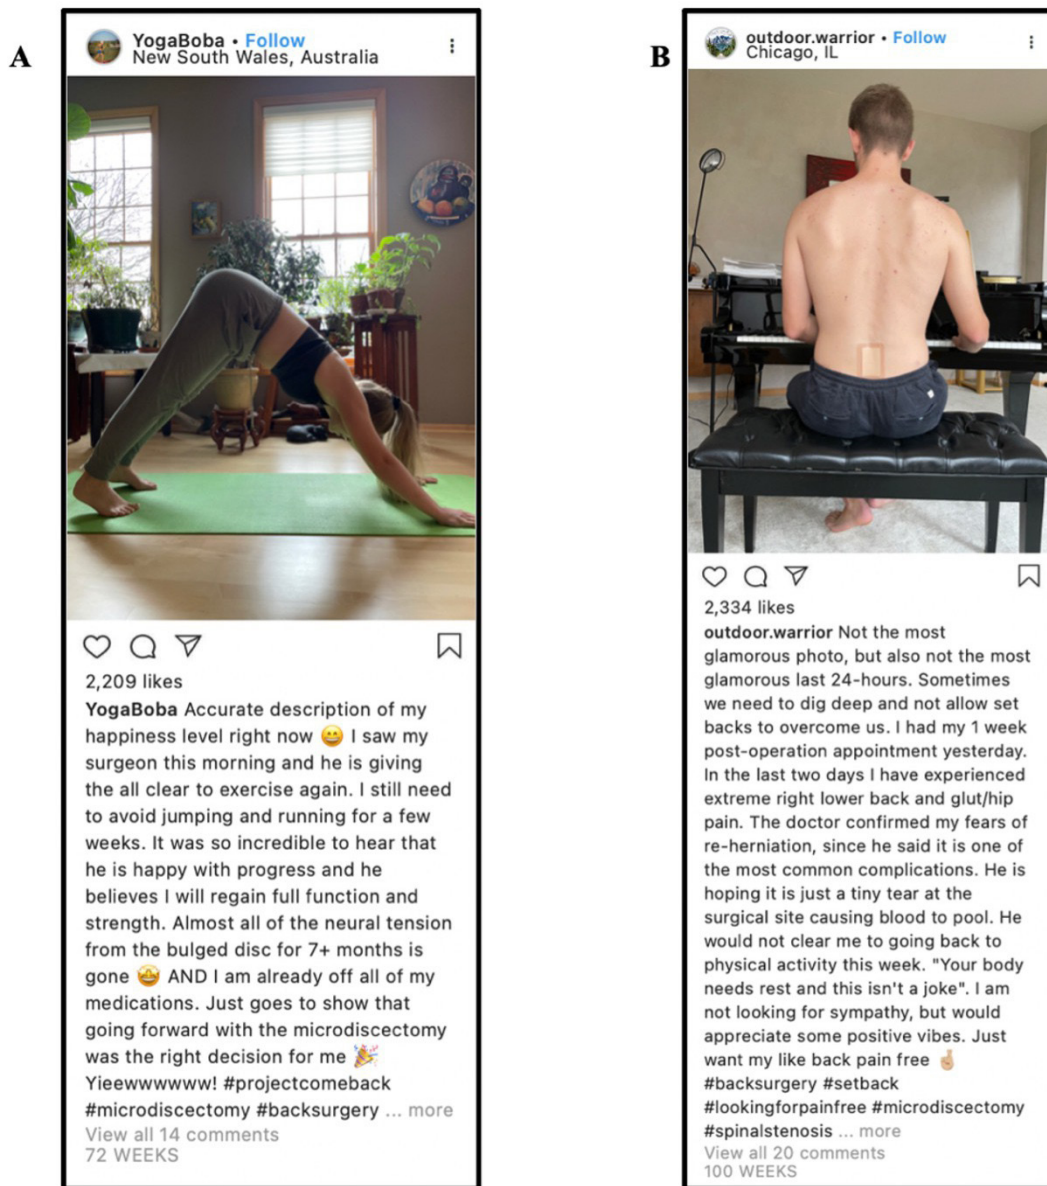 A
YogaBoba • Follow
New South Wales, Australia
2,209 likes
YogaBoba Accurate description of my
happiness level right now 😀 I saw my
surgeon this morning and he is giving
the all clear to exercise again. I still need
to avoid jumping and running for a few
weeks. It was so incredible to hear that
he is happy with progress and he
believes I will regain full function and
strength. Almost all of the neural tension
from the bulged disc for 7+ months is
gone 🤩 AND I am already off all of my
medications. Just goes to show that
going forward with the microdiscectomy
was the right decision for me 🎉
Yieewwwwww! #projectcomeback
#microdiscectomy #backsurgery ... more
View all 14 comments
72 WEEKS
B
outdoor.warrior • Follow
Chicago, IL
2,334 likes
outdoor.warrior Not the most
glamorous photo, but also not the most
glamorous last 24-hours. Sometimes
we need to dig deep and not allow set
backs to overcome us. I had my 1 week
post-operation appointment yesterday.
In the last two days I have experienced
extreme right lower back and glut/hip
pain. The doctor confirmed my fears of
re-herniation, since he said it is one of
the most common complications. He is
hoping it is just a tiny tear at the
surgical site causing blood to pool. He
would not clear me to going back to
physical activity this week. "Your body
needs rest and this isn't a joke". I am
not looking for sympathy, but would
appreciate some positive vibes. Just
want my like back pain free 🤞🏼
#backsurgery #setback
#lookingforpainfree #microdiscectomy
#spinalstenosis ... more
View all 20 comments
100 WEEKS